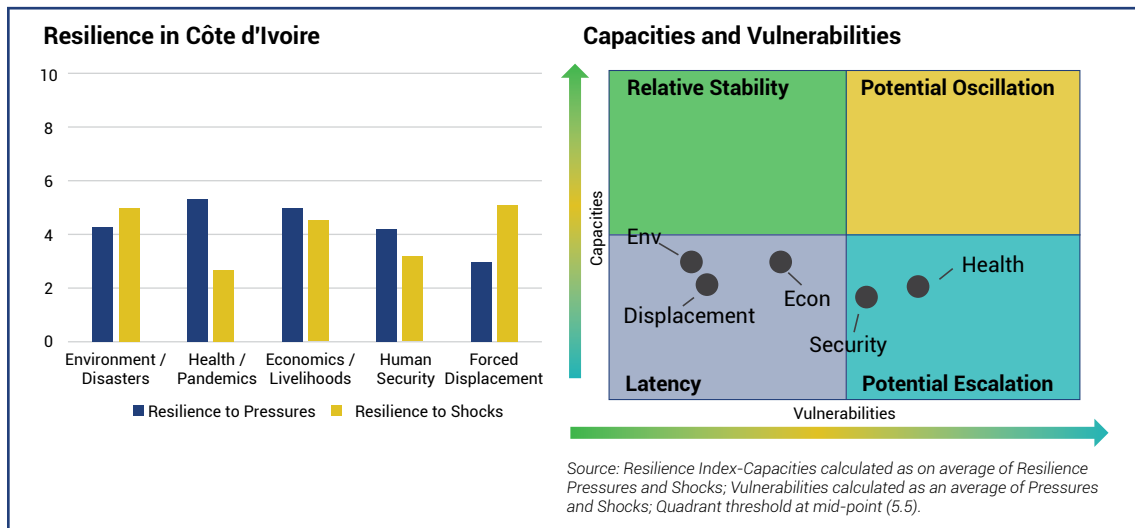 Resilience in Côte d'Ivoire
10
8
6
4
2
0
Environment /
Disasters
Health /
Pandemics
Economics /
Livelihoods
Human
Security
Forced
Displacement
Resilience to Pressures
Resilience to Shocks
Capacities and Vulnerabilities
Capacities
Relative Stability
Potential Oscillation
Env
Displacement
Econ
Health
Security
Latency
Potential Escalation
Vulnerabilities
Source: Resilience Index-Capacities calculated as on average of Resilience
Pressures and Shocks; Vulnerabilities calculated as an average of Pressures
and Shocks; Quadrant threshold at mid-point (5.5).